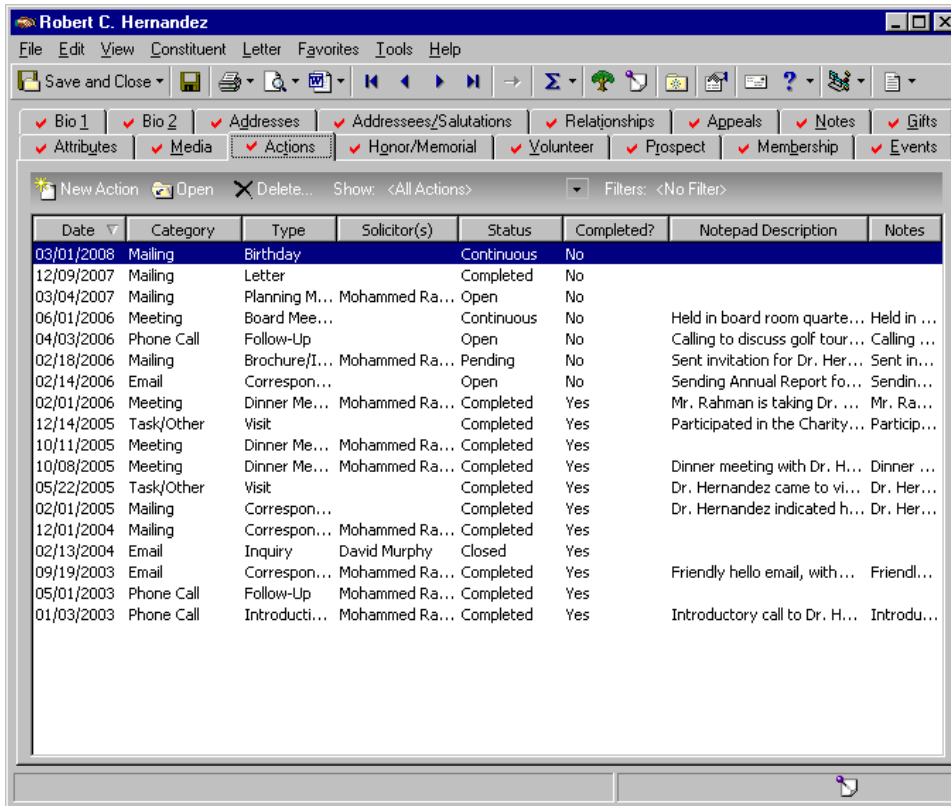 Robert C. Hernandez
File Edit View Constituent Letter Favorites Tools Help
Save and Close
Bio 1 Bio 2 Addresses Addressees/Salutations Relationships Appeals Notes Gifts
Attributes Media Actions Honor/Memorial Volunteer Prospect Membership Events
New Action Open Delete... Show: <All Actions> Filters: <No Filter>
Date Category Type Solicitor(s) Status Completed? Notepad Description Notes
03/01/2008 Mailing Birthday Continuous No
12/09/2007 Mailing Letter Completed No
03/04/2007 Mailing Planning M... Mohammed Ra... Open No
06/01/2006 Meeting Board Mee... Continuous No Held in board room quarte... Held in ...
04/03/2006 Phone Call Follow-Up Open No Calling to discuss golf tour... Calling ...
02/18/2006 Mailing Brochure/I... Mohammed Ra... Pending No Sent invitation for Dr. Her... Sent in...
02/14/2006 Email Correspon... Open No Sending Annual Report fo... Sendin...
02/01/2006 Meeting Dinner Me... Mohammed Ra... Completed Yes Mr. Rahman is taking Dr. ... Mr. Ra...
12/14/2005 Task/Other Visit Completed Yes Participated in the Charity... Particip...
10/11/2005 Meeting Dinner Me... Mohammed Ra... Completed Yes
10/08/2005 Meeting Dinner Me... Mohammed Ra... Completed Yes Dinner meeting with Dr. H... Dinner ...
05/22/2005 Task/Other Visit Completed Yes Dr. Hernandez came to vi... Dr. Her...
02/01/2005 Mailing Correspon... Completed Yes Dr. Hernandez indicated h... Dr. Her...
12/01/2004 Mailing Correspon... Mohammed Ra... Completed Yes
02/13/2004 Email Inquiry David Murphy Closed Yes
09/19/2003 Email Correspon... Mohammed Ra... Completed Yes Friendly hello email, with... Friendl...
05/01/2003 Phone Call Follow-Up Mohammed Ra... Completed Yes
01/03/2003 Phone Call Introducti... Mohammed Ra... Completed Yes Introductory call to Dr. H... Introdu...